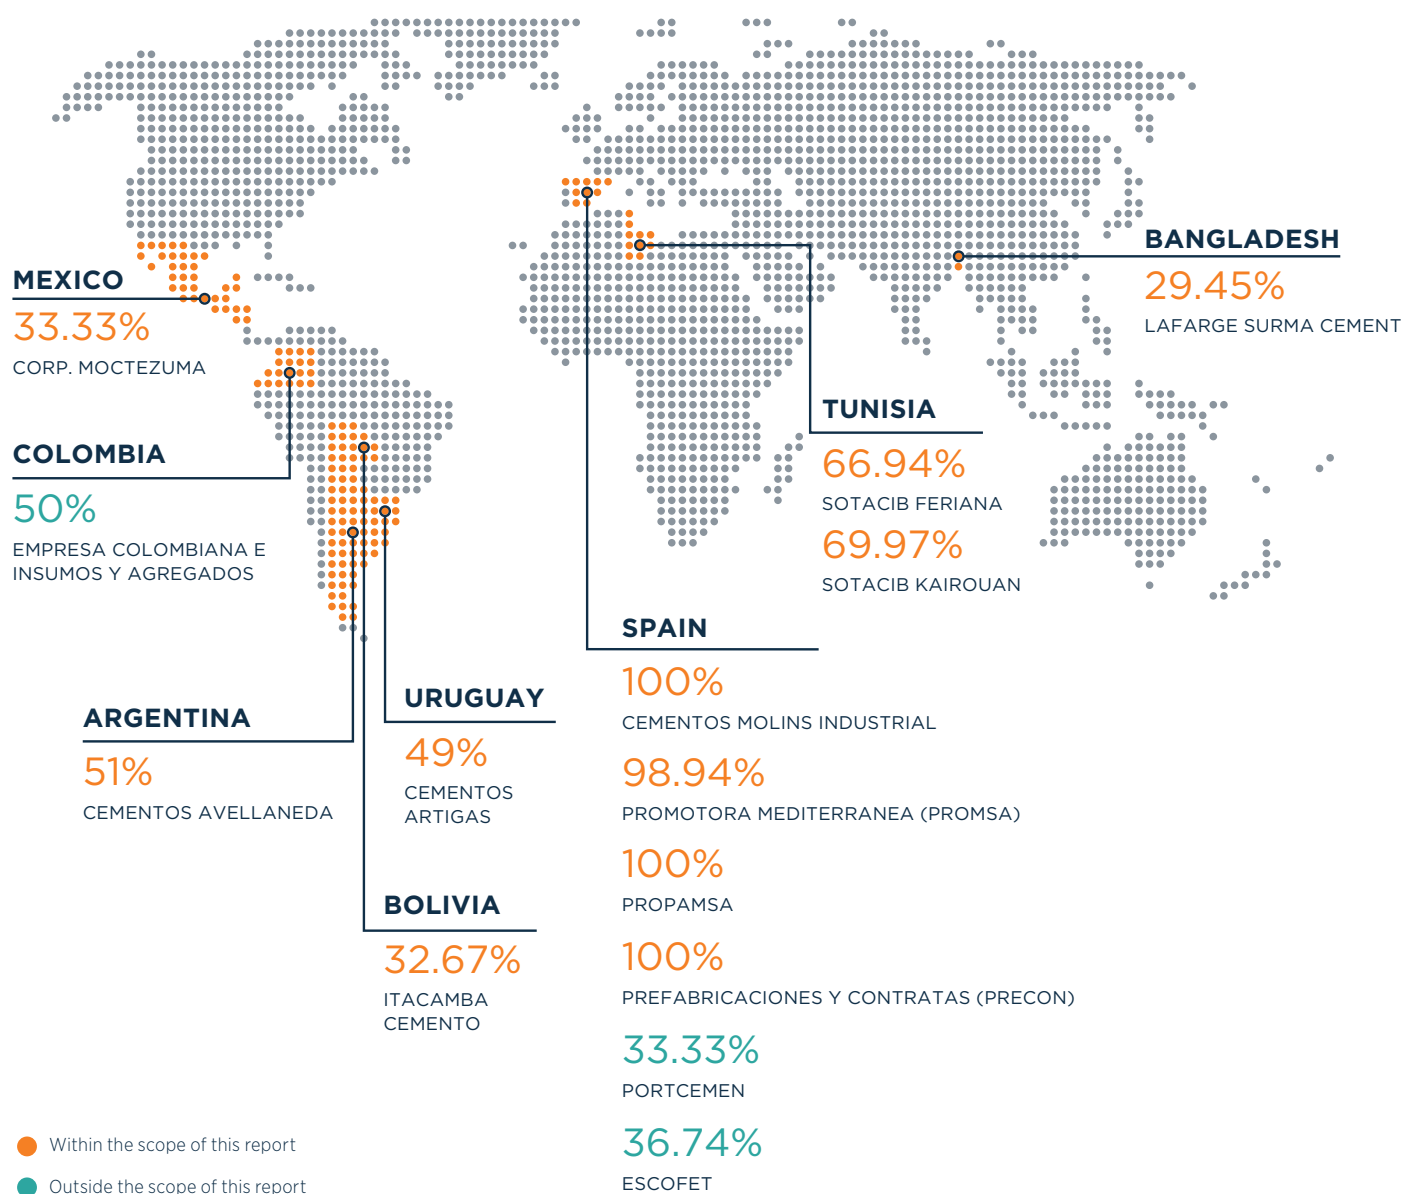 MEXICO
33.33%
CORP. MOCTEZUMA
COLOMBIA
50%
EMPRESA COLOMBIANA E
INSUMOS Y AGREGADOS
ARGENTINA
51%
CEMENTOS AVELLANEDA
URUGUAY
49%
CEMENTOS
ARTIGAS
BOLIVIA
32.67%
ITACAMBA
CEMENTO
SPAIN
100%
CEMENTOS MOLINS INDUSTRIAL
98.94%
PROMOTORA MEDITERRANEA (PROMSA)
100%
PROPAMSA
100%
PREFABRICACIONES Y CONTRATAS (PRECON)
33.33%
PORTCEMEN
36.74%
ESCOFET
TUNISIA
66.94%
SOTACIB FERIANA
69.97%
SOTACIB KAIROUAN
BANGLADESH
29.45%
LAFARGE SURMA CEMENT
Within the scope of this report
Outside the scope of this report